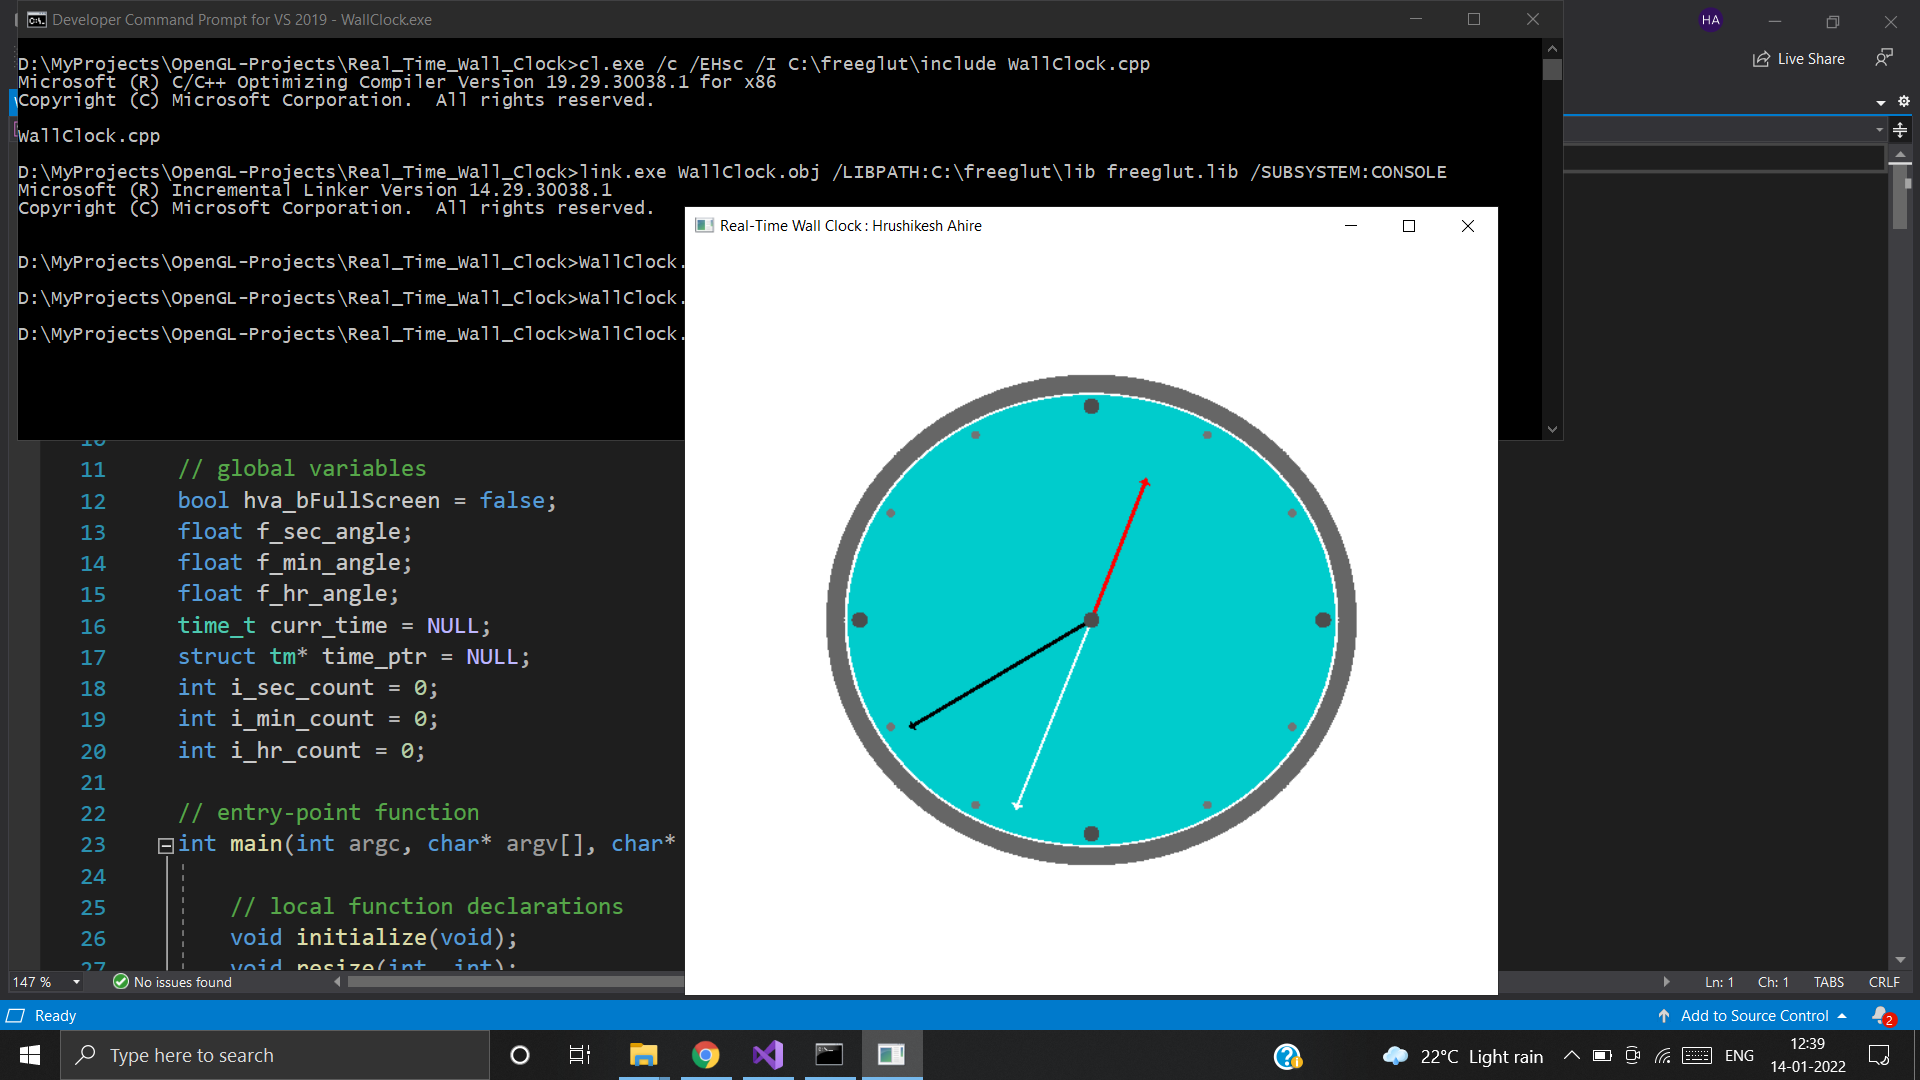 Developer Command Prompt for VS 2019 - WallClock.exe
HA
D:\MyProjects\OpenGL-Projects\Real_Time_Wall_Clock>cl.exe /c /EHsc /I C:\freeglut\include WallClock.cpp
Microsoft (R) C/C++ Optimizing Compiler Version 19.29.30038.1 for x86
Copyright (C) Microsoft Corporation.  All rights reserved.
Live Share
WallClock.cpp
D:\MyProjects\OpenGL-Projects\Real_Time_Wall_Clock>link.exe WallClock.obj /LIBPATH:C:\freeglut\lib freeglut.lib /SUBSYSTEM:CONSOLE
Microsoft (R) Incremental Linker Version 14.29.30038.1
Copyright (C) Microsoft Corporation.  All rights reserved.
D:\MyProjects\OpenGL-Projects\Real_Time_Wall_Clock>WallClock.
D:\MyProjects\OpenGL-Projects\Real_Time_Wall_Clock>WallClock.
D:\MyProjects\OpenGL-Projects\Real_Time_Wall_Clock>WallClock.
Real-Time Wall Clock : Hrushikesh Ahire
11 // global variables
12 bool hva_bFullScreen = false;
13 float f_sec_angle;
14 float f_min_angle;
15 float f_hr_angle;
16 time_t curr_time = NULL;
17 struct tm* time_ptr = NULL;
18 int i_sec_count = 0;
19 int i_min_count = 0;
20 int i_hr_count = 0;
21
22 // entry-point function
23 int main(int argc, char* argv[], char*
24
25 // local function declarations
26 void initialize(void);
27 void resize(int, int);
147 % No issues found
Ln: 1 Ch: 1 TABS CRLF
Ready
Add to Source Control 2
Type here to search
22°C Light rain
ENG
12:39
14-01-2022